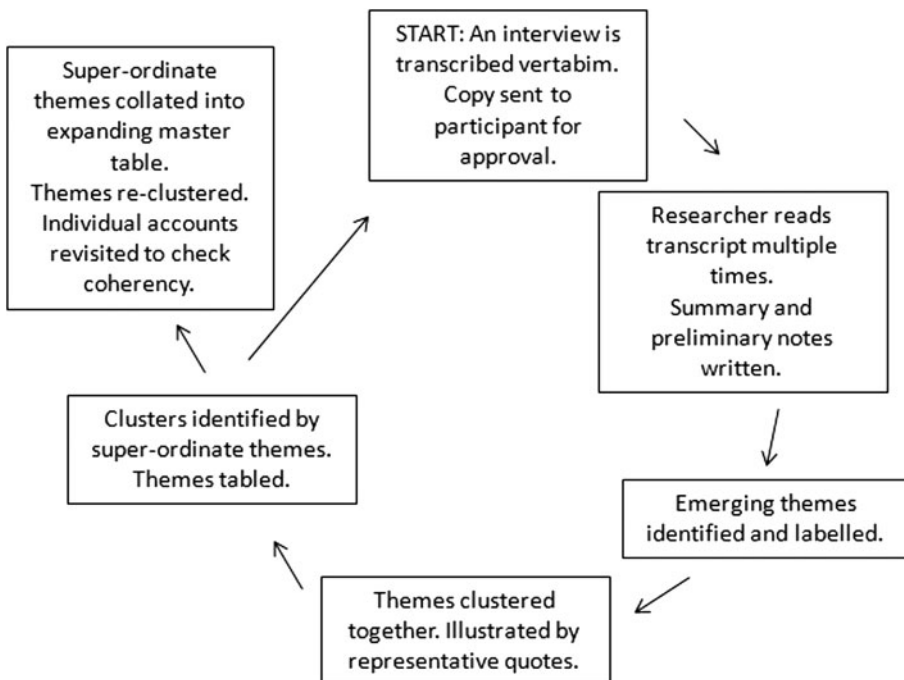 START: An interview is
transcribed vertabim.
Copy sent to
participant for
approval.
Researcher reads
transcript multiple
times.
Summary and
preliminary notes
written.
Emerging themes
identified and labelled.
Themes clustered
together. Illustrated by
representative quotes.
Clusters identified by
super-ordinate themes.
Themes tabled.
Super-ordinate
themes collated into
expanding master
table.
Themes re-clustered.
Individual accounts
revisited to check
coherency.